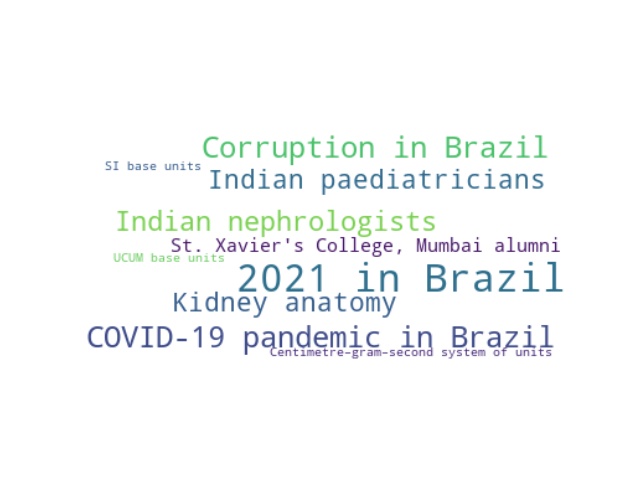 Corruption in Brazil
SI base units
Indian paediatricians
Indian nephrologists
St. Xavier's College, Mumbai alumni
UCUM base units
2021 in Brazil
Kidney anatomy
COVID-19 pandemic in Brazil
Centimetre–gram–second system of units